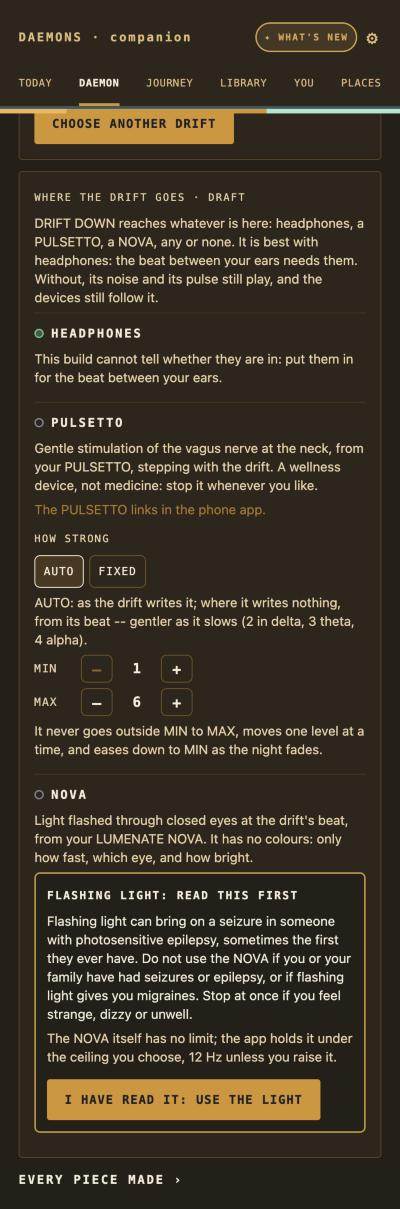 DAEMONS · companion
✦ WHAT'S NEW
TODAY DAEMON JOURNEY LIBRARY YOU PLACES
CHOOSE ANOTHER DRIFT
WHERE THE DRIFT GOES · DRAFT
DRIFT DOWN reaches whatever is here: headphones, a
PULSETTO, a NOVA, any or none. It is best with
headphones: the beat between your ears needs them.
Without, its noise and its pulse still play, and the
devices still follow it.
HEADPHONES
This build cannot tell whether they are in: put them in
for the beat between your ears.
PULSETTO
Gentle stimulation of the vagus nerve at the neck, from
your PULSETTO, stepping with the drift. A wellness
device, not medicine: stop it whenever you like.
The PULSETTO links in the phone app.
HOW STRONG
AUTO FIXED
AUTO: as the drift writes it; where it writes nothing,
from its beat -- gentler as it slows (2 in delta, 3 theta,
4 alpha).
MIN – 1 +
MAX – 6 +
It never goes outside MIN to MAX, moves one level at a
time, and eases down to MIN as the night fades.
NOVA
Light flashed through closed eyes at the drift's beat,
from your LUMENATE NOVA. It has no colours: only
how fast, which eye, and how bright.
FLASHING LIGHT: READ THIS FIRST
Flashing light can bring on a seizure in someone
with photosensitive epilepsy, sometimes the first
they ever have. Do not use the NOVA if you or your
family have had seizures or epilepsy, or if flashing
light gives you migraines. Stop at once if you feel
strange, dizzy or unwell.
The NOVA itself has no limit; the app holds it under
the ceiling you choose, 12 Hz unless you raise it.
I HAVE READ IT: USE THE LIGHT
EVERY PIECE MADE ›